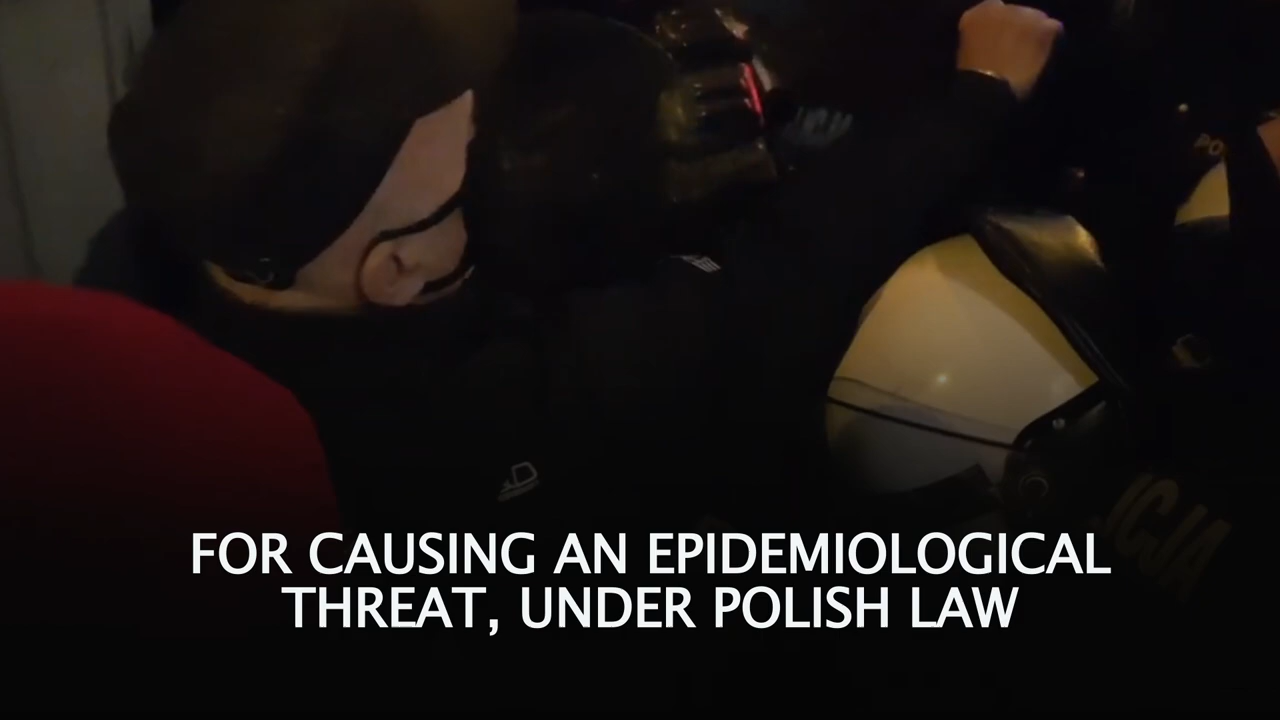 FOR CAUSING AN EPIDEMIOLOGICAL
THREAT, UNDER POLISH LAW